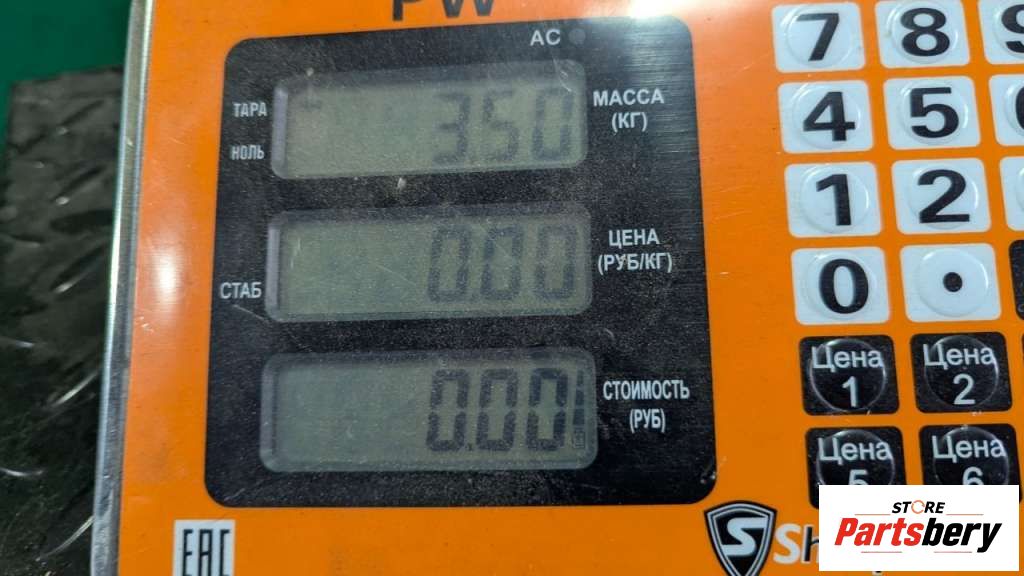 PW
AC
ТАРА
НОЛЬ
3.50
МАССА
(КГ)
СТАБ
0.00
ЦЕНА
(РУБ/КГ)
0.00
СТОИМОСТЬ
(РУБ)
7 8 9
4 5
1 2
0 .
Цена 1
Цена 2
Цена 5
Цена 6
EAC
S
STORE
Partsbery